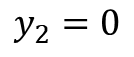 y₂ = 0